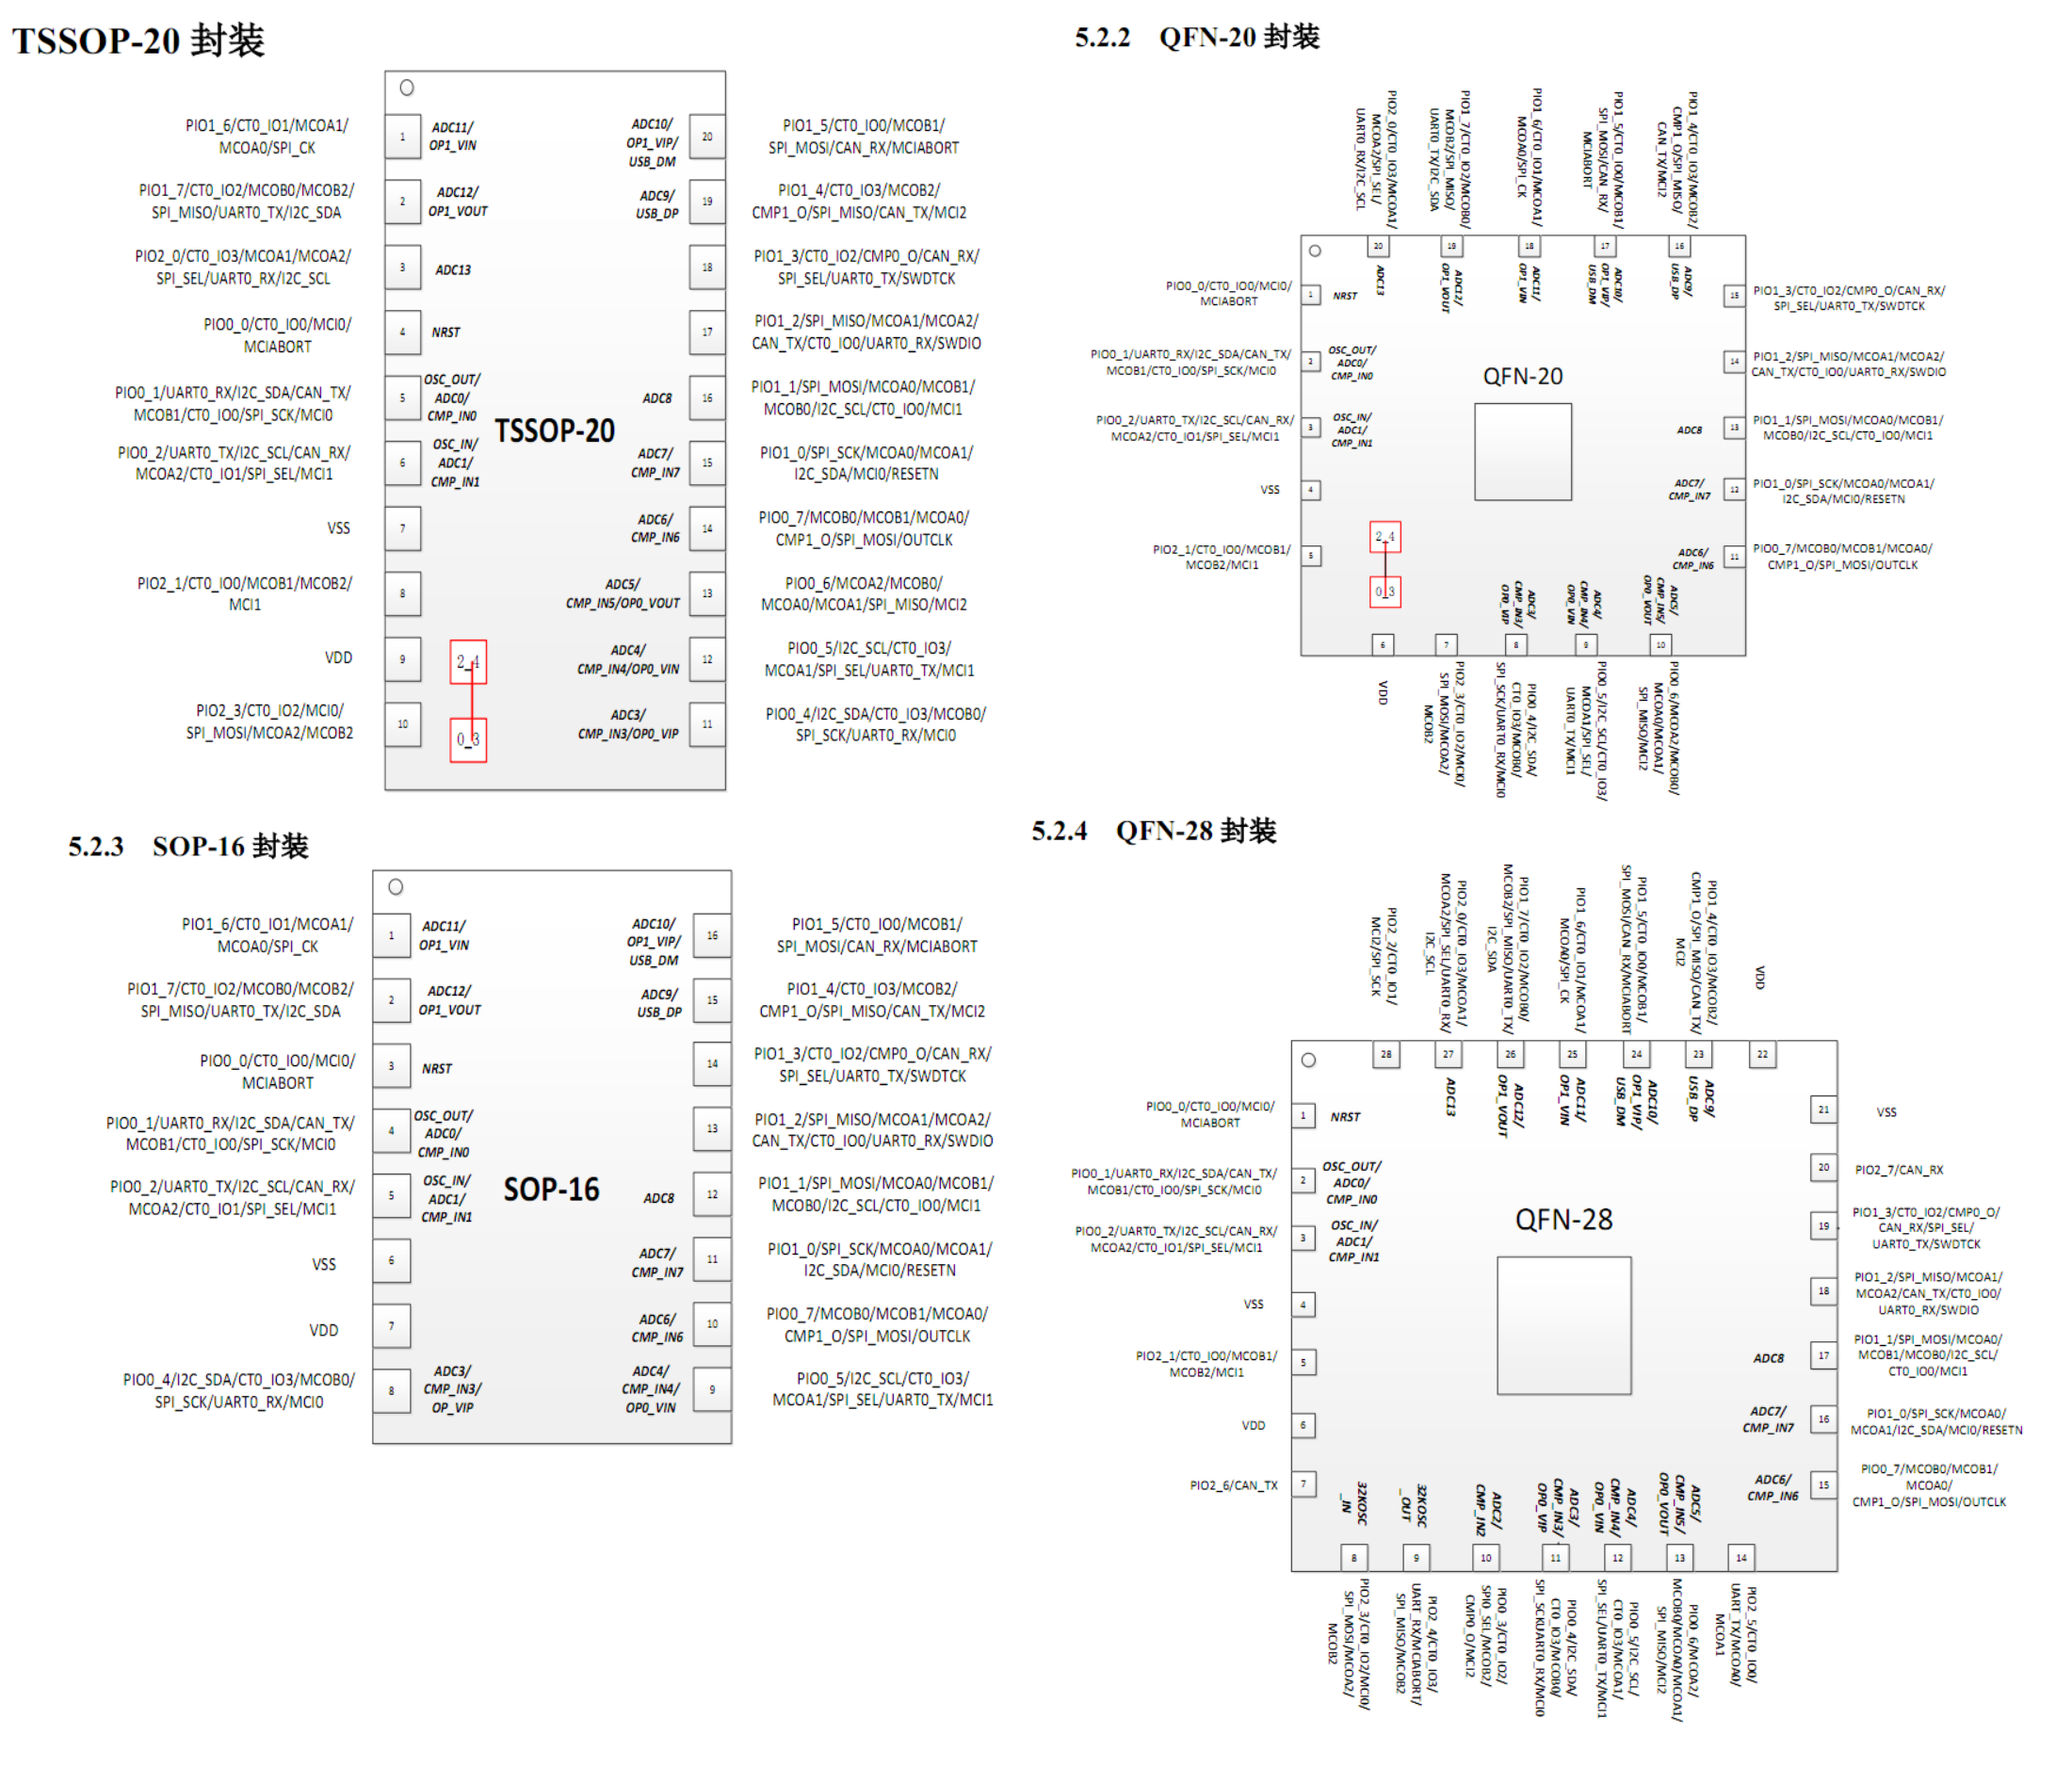 TSSOP-20 封装
PIO1_6/CT0_IO1/MCOA1/
MCOA0/SPI_CK
1
ADC11/
OP1_VIN
PIO1_7/CT0_IO2/MCOB0/MCOB2/
SPI_MISO/UART0_TX/I2C_SDA
2
ADC12/
OP1_VOUT
PIO2_0/CT0_IO3/MCOA1/MCOA2/
SPI_SEL/UART0_RX/I2C_SCL
3
ADC13
PIO0_0/CT0_IO0/MCI0/
MCIABORT
4
NRST
PIO0_1/UART0_RX/I2C_SDA/CAN_TX/
MCOB1/CT0_IO0/SPI_SCK/MCI0
5
OSC_OUT/
ADC0/
CMP_IN0
PIO0_2/UART0_TX/I2C_SCL/CAN_RX/
MCOA2/CT0_IO1/SPI_SEL/MCI1
6
OSC_IN/
ADC1/
CMP_IN1
VSS
7
PIO2_1/CT0_IO0/MCOB1/MCOB2/
MCI1
8
VDD
9
2_4
PIO2_3/CT0_IO2/MCI0/
SPI_MOSI/MCOA2/MCOB2
10
0_3
TSSOP-20
ADC10/
OP1_VIP/
USB_DM
20
PIO1_5/CT0_IO0/MCOB1/
SPI_MOSI/CAN_RX/MCIABORT
ADC9/
USB_DP
19
PIO1_4/CT0_IO3/MCOB2/
CMP1_O/SPI_MISO/CAN_TX/MCI2
18
PIO1_3/CT0_IO2/CMP0_O/CAN_RX/
SPI_SEL/UART0_TX/SWDTCK
17
PIO1_2/SPI_MISO/MCOA1/MCOA2/
CAN_TX/CT0_IO0/UART0_RX/SWDIO
ADC8
16
PIO1_1/SPI_MOSI/MCOA0/MCOB1/
MCOB0/I2C_SCL/CT0_IO0/MCI1
ADC7/
CMP_IN7
15
PIO1_0/SPI_SCK/MCOA0/MCOA1/
I2C_SDA/MCI0/RESETN
ADC6/
CMP_IN6
14
PIO0_7/MCOB0/MCOB1/MCOA0/
CMP1_O/SPI_MOSI/OUTCLK
ADC5/
CMP_IN5/OP0_VOUT
13
PIO0_6/MCOA2/MCOB0/
MCOA0/MCOA1/SPI_MISO/MCI2
ADC4/
CMP_IN4/OP0_VIN
12
PIO0_5/I2C_SCL/CT0_IO3/
MCOA1/SPI_SEL/UART0_TX/MCI1
ADC3/
CMP_IN3/OP0_VIP
11
PIO0_4/I2C_SDA/CT0_IO3/MCOB0/
SPI_SCK/UART0_RX/MCI0
5.2.2 QFN-20 封装
PIO2_0/CT0_IO3/MCOA1/
MCOA2/SPI_SEL/
UART0_RX/I2C_SCL
20
ADC13
PIO1_7/CT0_IO2/MCOB0/
MCOB2/SPI_MISO/
UART0_TX/I2C_SDA
19
ADC12/
OP1_VOUT
PIO1_6/CT0_IO1/MCOA1/
MCOA0/SPI_CK
18
ADC11/
OP1_VIN
PIO1_5/CT0_IO0/MCOB1/
SPI_MOSI/CAN_RX/
MCIABORT
17
ADC10/
OP1_VIP/
USB_DM
PIO1_4/CT0_IO3/MCOB2/
CMP1_O/SPI_MISO/
CAN_TX/MCI2
16
ADC9/
USB_DP
PIO0_0/CT0_IO0/MCI0/
MCIABORT
1
NRST
PIO0_1/UART0_RX/I2C_SDA/CAN_TX/
MCOB1/CT0_IO0/SPI_SCK/MCI0
2
OSC_OUT/
ADC0/
CMP_IN0
PIO0_2/UART0_TX/I2C_SCL/CAN_RX/
MCOA2/CT0_IO1/SPI_SEL/MCI1
3
OSC_IN/
ADC1/
CMP_IN1
VSS
4
PIO2_1/CT0_IO0/MCOB1/
MCOB2/MCI1
5
2_4
0_3
QFN-20
15
PIO1_3/CT0_IO2/CMP0_O/CAN_RX/
SPI_SEL/UART0_TX/SWDTCK
14
PIO1_2/SPI_MISO/MCOA1/MCOA2/
CAN_TX/CT0_IO0/UART0_RX/SWDIO
ADC8
13
PIO1_1/SPI_MOSI/MCOA0/MCOB1/
MCOB0/I2C_SCL/CT0_IO0/MCI1
ADC7/
CMP_IN7
12
PIO1_0/SPI_SCK/MCOA0/MCOA1/
I2C_SDA/MCI0/RESETN
ADC6/
CMP_IN6
11
PIO0_7/MCOB0/MCOB1/MCOA0/
CMP1_O/SPI_MOSI/OUTCLK
6
VDD
7
PIO2_3/CT0_IO2/MCI0/
SPI_MOSI/MCOA2/
MCOB2
ADC3/
CMP_IN3/
OP0_VIP
8
PIO0_4/I2C_SDA/
CT0_IO3/MCOB0/
SPI_SCK/UART0_RX/MCI0
ADC4/
CMP_IN4/
OP0_VIN
9
PIO0_5/I2C_SCL/CT0_IO3/
MCOA1/SPI_SEL/
UART0_TX/MCI1
ADC5/
CMP_IN5/
OP0_VOUT
10
PIO0_6/MCOA2/MCOB0/
MCOA0/MCOA1/
SPI_MISO/MCI2
5.2.3 SOP-16 封装
PIO1_6/CT0_IO1/MCOA1/
MCOA0/SPI_CK
1
ADC11/
OP1_VIN
PIO1_7/CT0_IO2/MCOB0/MCOB2/
SPI_MISO/UART0_TX/I2C_SDA
2
ADC12/
OP1_VOUT
PIO0_0/CT0_IO0/MCI0/
MCIABORT
3
NRST
PIO0_1/UART0_RX/I2C_SDA/CAN_TX/
MCOB1/CT0_IO0/SPI_SCK/MCI0
4
OSC_OUT/
ADC0/
CMP_IN0
PIO0_2/UART0_TX/I2C_SCL/CAN_RX/
MCOA2/CT0_IO1/SPI_SEL/MCI1
5
OSC_IN/
ADC1/
CMP_IN1
VSS
6
VDD
7
PIO0_4/I2C_SDA/CT0_IO3/MCOB0/
SPI_SCK/UART0_RX/MCI0
8
ADC3/
CMP_IN3/
OP_VIP
SOP-16
ADC10/
OP1_VIP/
USB_DM
16
PIO1_5/CT0_IO0/MCOB1/
SPI_MOSI/CAN_RX/MCIABORT
ADC9/
USB_DP
15
PIO1_4/CT0_IO3/MCOB2/
CMP1_O/SPI_MISO/CAN_TX/MCI2
14
PIO1_3/CT0_IO2/CMP0_O/CAN_RX/
SPI_SEL/UART0_TX/SWDTCK
13
PIO1_2/SPI_MISO/MCOA1/MCOA2/
CAN_TX/CT0_IO0/UART0_RX/SWDIO
ADC8
12
PIO1_1/SPI_MOSI/MCOA0/MCOB1/
MCOB0/I2C_SCL/CT0_IO0/MCI1
ADC7/
CMP_IN7
11
PIO1_0/SPI_SCK/MCOA0/MCOA1/
I2C_SDA/MCI0/RESETN
ADC6/
CMP_IN6
10
PIO0_7/MCOB0/MCOB1/MCOA0/
CMP1_O/SPI_MOSI/OUTCLK
ADC4/
CMP_IN4/
OP0_VIN
9
PIO0_5/I2C_SCL/CT0_IO3/
MCOA1/SPI_SEL/UART0_TX/MCI1
5.2.4 QFN-28 封装
PIO2_2/CT0_IO1/
MCI2/SPI_SCK
28
PIO2_0/CT0_IO3/MCOA1/
MCOA2/SPI_SEL/UART0_RX/
I2C_SCL
27
ADC13
PIO1_7/CT0_IO2/MCOB0/
MCOB2/SPI_MISO/UART0_TX/
I2C_SDA
26
ADC12/
OP1_VOUT
PIO1_6/CT0_IO1/MCOA1/
MCOA0/SPI_CK
25
ADC11/
OP1_VIN
PIO1_5/CT0_IO0/MCOB1/
SPI_MOSI/CAN_RX/MCIABORT
24
ADC10/
OP1_VIP/
USB_DM
PIO1_4/CT0_IO3/MCOB2/
CMP1_O/SPI_MISO/CAN_TX/
MCI2
23
ADC9/
USB_DP
VDD
22
PIO0_0/CT0_IO0/MCI0/
MCIABORT
1
NRST
PIO0_1/UART0_RX/I2C_SDA/CAN_TX/
MCOB1/CT0_IO0/SPI_SCK/MCI0
2
OSC_OUT/
ADC0/
CMP_IN0
PIO0_2/UART0_TX/I2C_SCL/CAN_RX/
MCOA2/CT0_IO1/SPI_SEL/MCI1
3
OSC_IN/
ADC1/
CMP_IN1
VSS
4
PIO2_1/CT0_IO0/MCOB1/
MCOB2/MCI1
5
VDD
6
PIO2_6/CAN_TX
7
QFN-28
21
VSS
20
PIO2_7/CAN_RX
19
PIO1_3/CT0_IO2/CMP0_O/
CAN_RX/SPI_SEL/
UART0_TX/SWDTCK
18
PIO1_2/SPI_MISO/MCOA1/
MCOA2/CAN_TX/CT0_IO0/
UART0_RX/SWDIO
ADC8
17
PIO1_1/SPI_MOSI/MCOA0/
MCOB1/MCOB0/I2C_SCL/
CT0_IO0/MCI1
ADC7/
CMP_IN7
16
PIO1_0/SPI_SCK/MCOA0/
MCOA1/I2C_SDA/MCI0/RESETN
ADC6/
CMP_IN6
15
PIO0_7/MCOB0/MCOB1/
MCOA0/
CMP1_O/SPI_MOSI/OUTCLK
32KOSC
_IN
8
PIO2_3/CT0_IO2/MCI0/
SPI_MOSI/MCOA2/
MCOB2
32KOSC
_OUT
9
PIO2_4/CT0_IO3/
UART_RX/MCIABORT/
SPI_MISO/MCOB2
ADC2/
CMP_IN2
10
PIO0_3/CT0_IO2/
SPI0_SEL/MCOB2/
CMP0_O/MCI2
ADC3/
CMP_IN3/
OP0_VIP
11
PIO0_4/I2C_SDA/
CT0_IO3/MCOB0/
SPI_SCKUART0_RX/MCI0
ADC4/
CMP_IN4/
OP0_VIN
12
PIO0_5/I2C_SCL/
CT0_IO3/MCOA1/
SPI_SEL/UART0_TX/MCI1
ADC5/
CMP_IN5/
OP0_VOUT
13
PIO0_6/MCOA2/
MCOB0/MCOA0/MCOA1/
SPI_MISO/MCI2
14
PIO2_5/CT0_IO0/
UART_TX/MCOA0/
MCOA1